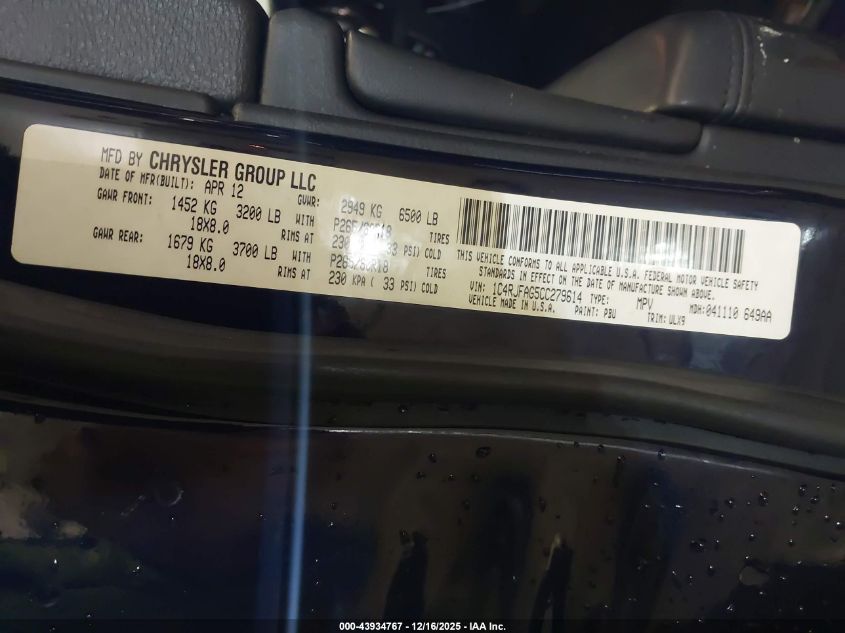 MFD BY CHRYSLER GROUP LLC
DATE OF MFR(BUILT): APR 12 GVWR: 2949 KG 6500 LB
GAWR FRONT: 1452 KG 3200 LB WITH TIRES
18X8.0 RIMS AT 230 PSI) COLD
GAWR REAR: 1679 KG 3700 LB WITH P265/60R18 TIRES
18X8.0 RIMS AT 230 KPA ( 33 PSI) COLD
THIS VEHICLE CONFORMS TO ALL APPLICABLE U.S.A. FEDERAL MOTOR VEHICLE SAFETY
STANDARDS IN EFFECT ON THE DATE OF MANUFACTURE SHOWN ABOVE.
VIN: 1C4RJFAG5CC279614 TYPE: MPV MDH: 041110 649AA
VEHICLE MADE IN U.S.A. PAINT: PBU TRIM: ULX9
000-43934767 - 12/16/2025 - IAA Inc.